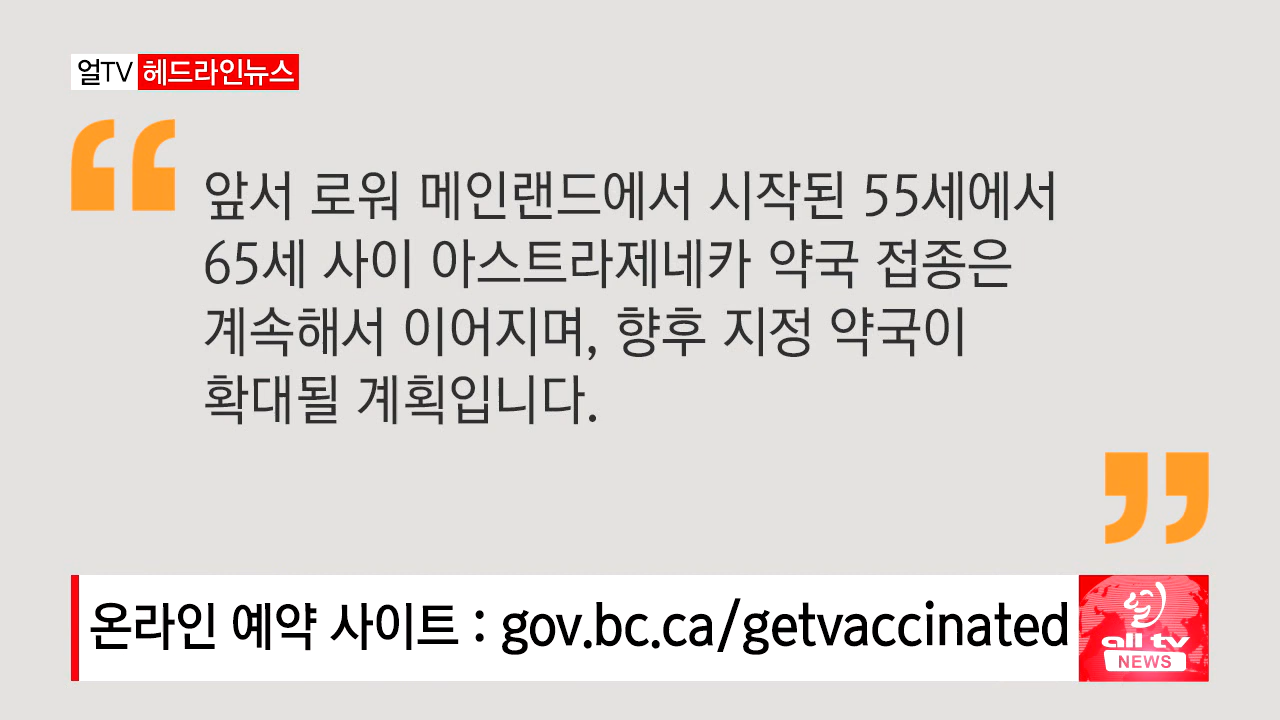 얼TV 헤드라인뉴스
앞서 로워 메인랜드에서 시작된 55세에서
65세 사이 아스트라제네카 약국 접종은
계속해서 이어지며, 향후 지정 약국이
확대될 계획입니다.
온라인 예약 사이트 : gov.bc.ca/getvaccinated
얼
all tv
NEWS